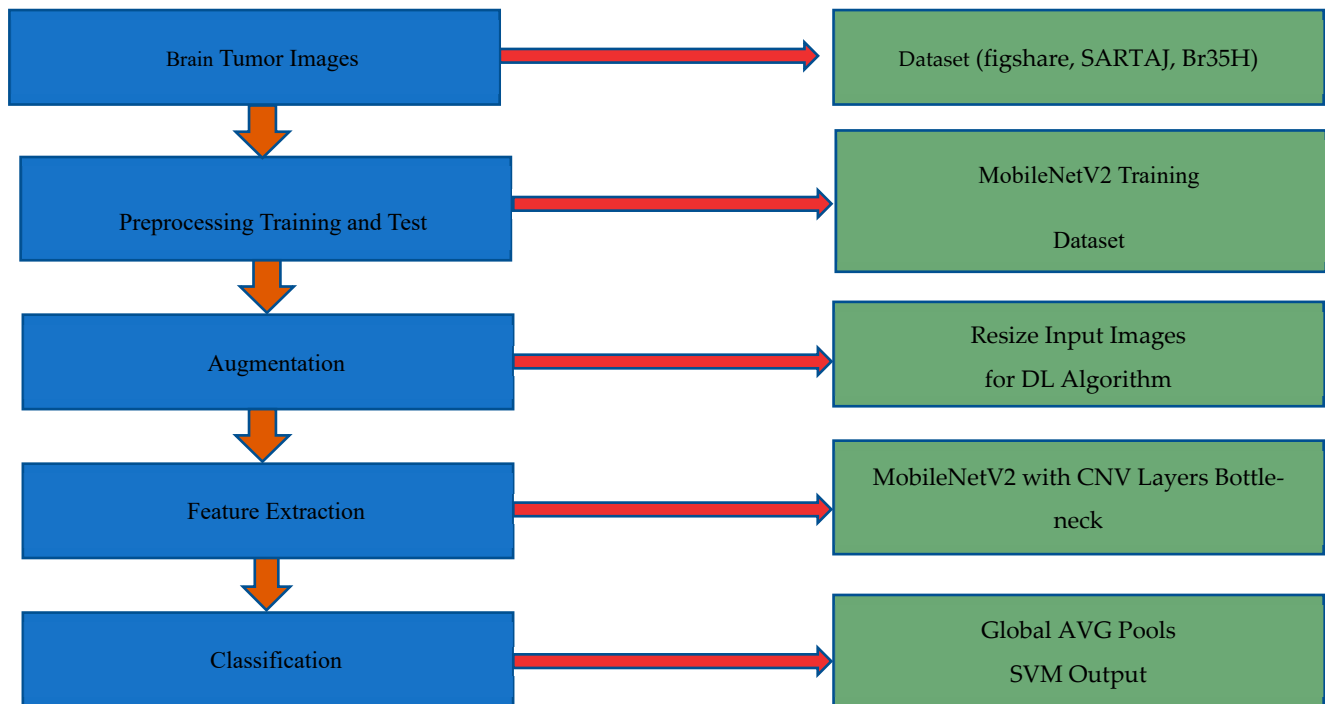 Brain Tumor Images
Dataset (figshare, SARTAJ, Br35H)
Preprocessing Training and Test
MobileNetV2 Training
Dataset
Augmentation
Resize Input Images
for DL Algorithm
Feature Extraction
MobileNetV2 with CNV Layers Bottle-
neck
Classification
Global AVG Pools
SVM Output